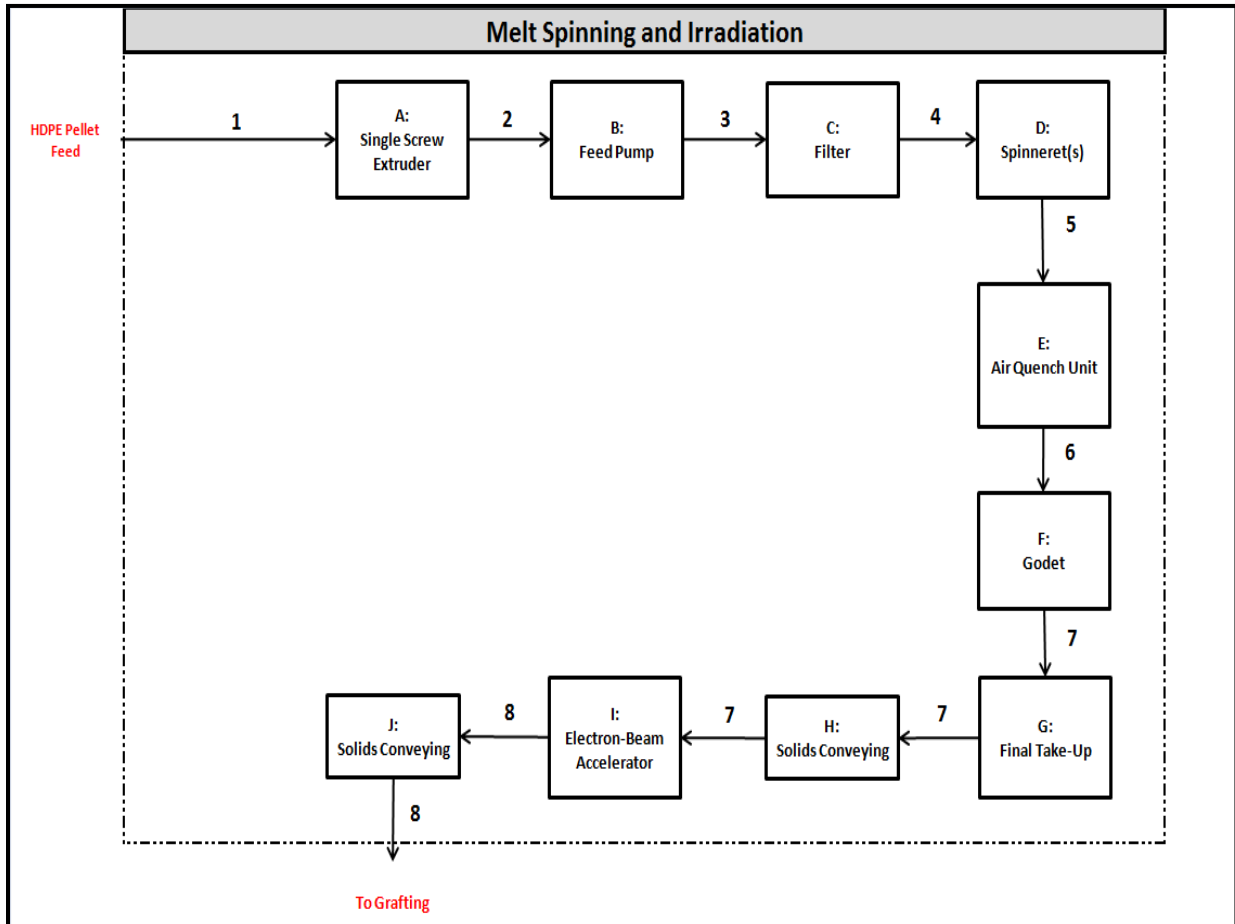 Melt Spinning and Irradiation
HDPE Pellet
Feed
1
A:
Single Screw
Extruder
2
B:
Feed Pump
3
C:
Filter
4
D:
Spinneret(s)
5
E:
Air Quench Unit
6
F:
Godet
7
G:
Final Take-Up
7
H:
Solids Conveying
7
I:
Electron-Beam
Accelerator
8
J:
Solids Conveying
8
To Grafting